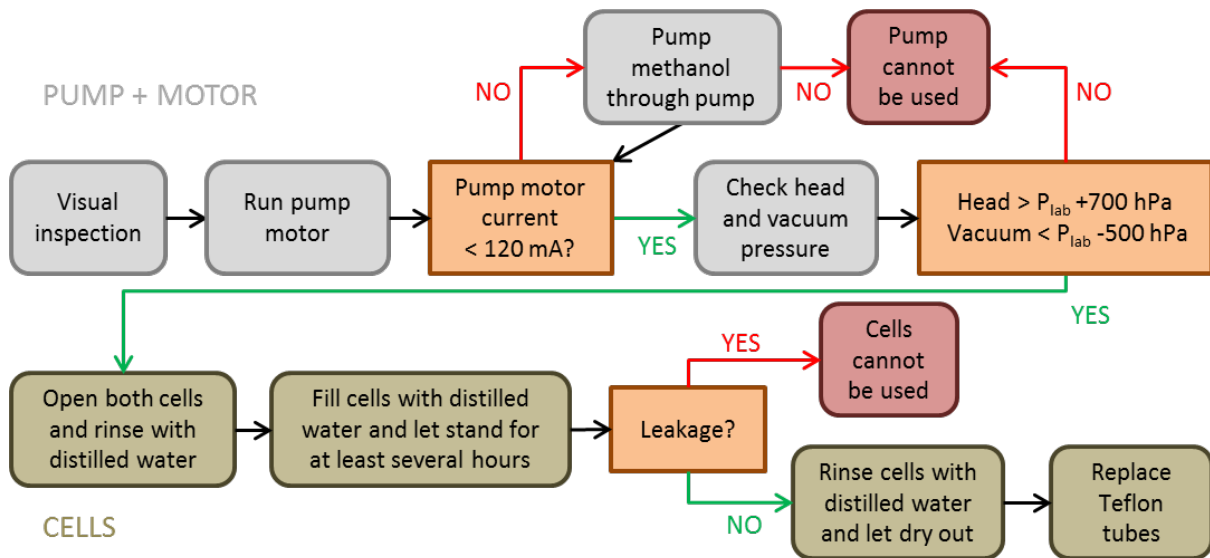 PUMP + MOTOR
Visual
inspection
Run pump
motor
Pump motor
current
< 120 mA?
NO
Pump
methanol
through pump
NO
Pump
cannot
be used
YES
Check head
and vacuum
pressure
Head > Plab +700 hPa
Vacuum < Plab -500 hPa
NO
YES
Open both cells
and rinse with
distilled water
Fill cells with distilled
water and let stand for
at least several hours
Leakage?
YES
Cells
cannot
be used
NO
Rinse cells with
distilled water
and let dry out
Replace
Teflon
tubes
CELLS